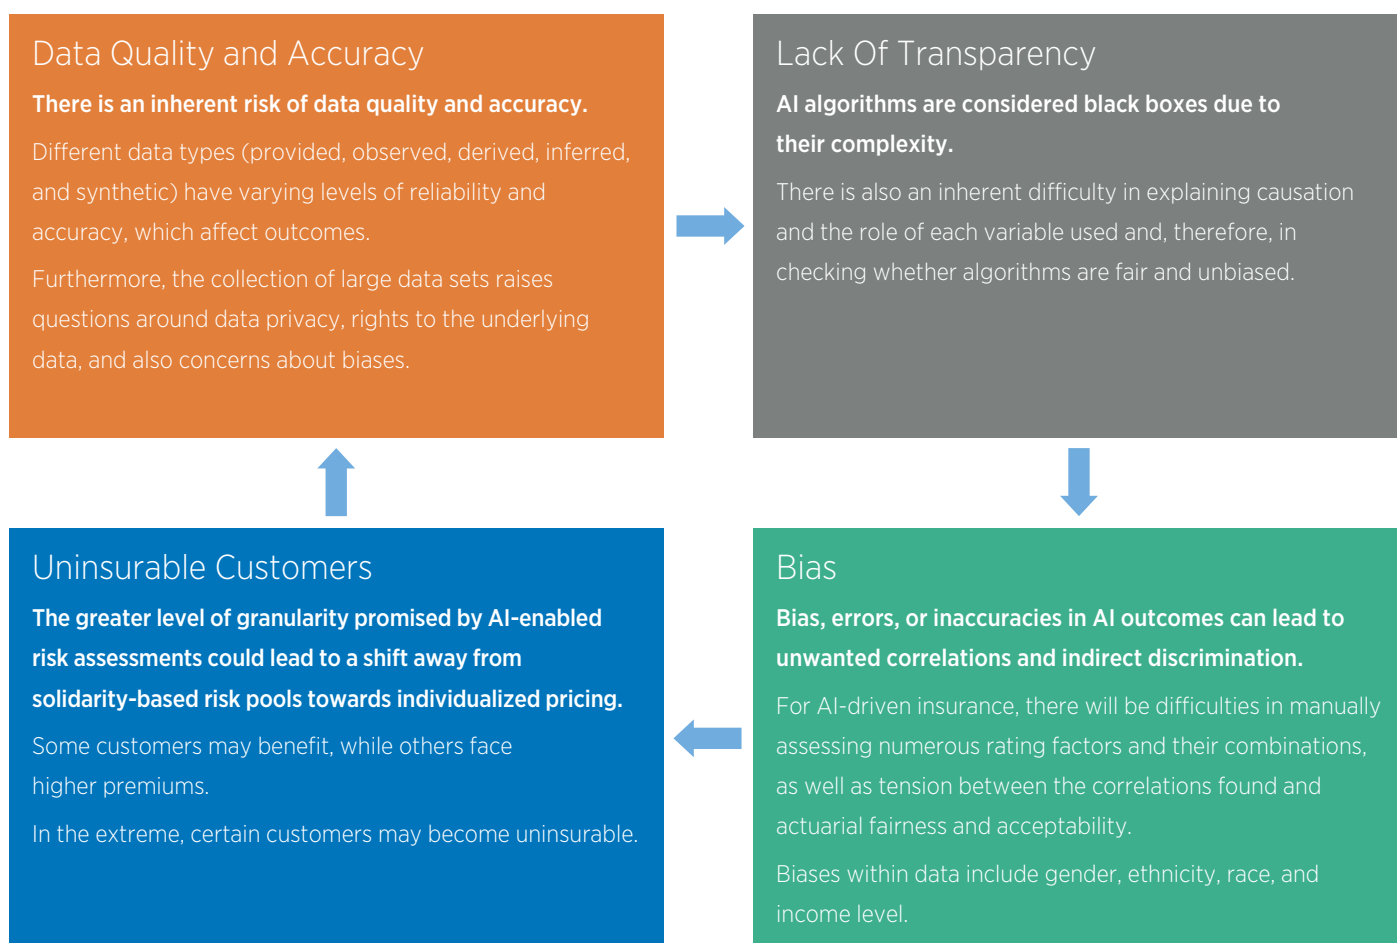 Data Quality and Accuracy
There is an inherent risk of data quality and accuracy.
Different data types (provided, observed, derived, inferred,
and synthetic) have varying levels of reliability and
accuracy, which affect outcomes.
Furthermore, the collection of large data sets raises
questions around data privacy, rights to the underlying
data, and also concerns about biases.
Lack Of Transparency
AI algorithms are considered black boxes due to
their complexity.
There is also an inherent difficulty in explaining causation
and the role of each variable used and, therefore, in
checking whether algorithms are fair and unbiased.
Uninsurable Customers
The greater level of granularity promised by AI-enabled
risk assessments could lead to a shift away from
solidarity-based risk pools towards individualized pricing.
Some customers may benefit, while others face
higher premiums.
In the extreme, certain customers may become uninsurable.
Bias
Bias, errors, or inaccuracies in AI outcomes can lead to
unwanted correlations and indirect discrimination.
For AI-driven insurance, there will be difficulties in manually
assessing numerous rating factors and their combinations,
as well as tension between the correlations found and
actuarial fairness and acceptability.
Biases within data include gender, ethnicity, race, and
income level.